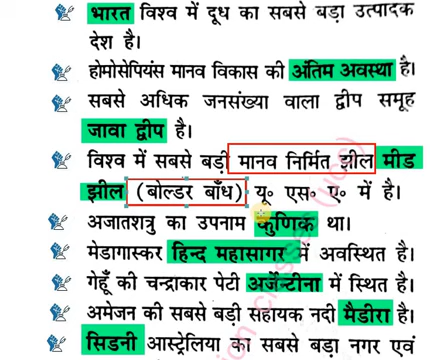 भारत विश्व में दूध का सबसे बड़ा उत्पादक
देश है।
होमोसेपियंस मानव विकास की अंतिम अवस्था है।
सबसे अधिक जनसंख्या वाला द्वीप समूह
जावा द्वीप है।
विश्व में सबसे बड़ी मानव निर्मित झील मीड
झील (बोल्डर बाँध) यू॰ एस॰ ए॰ में है।
अजातशत्रु का उपनाम कुणिक था।
मेडागास्कर हिन्द महासागर में अवस्थित है।
गेहूँ की चन्द्राकार पेटी अर्जेन्टीना में स्थित है।
अमेजन की सबसे बड़ी सहायक नदी मैडीरा है।
सिडनी आस्ट्रेलिया का सबसे बड़ा नगर एवं